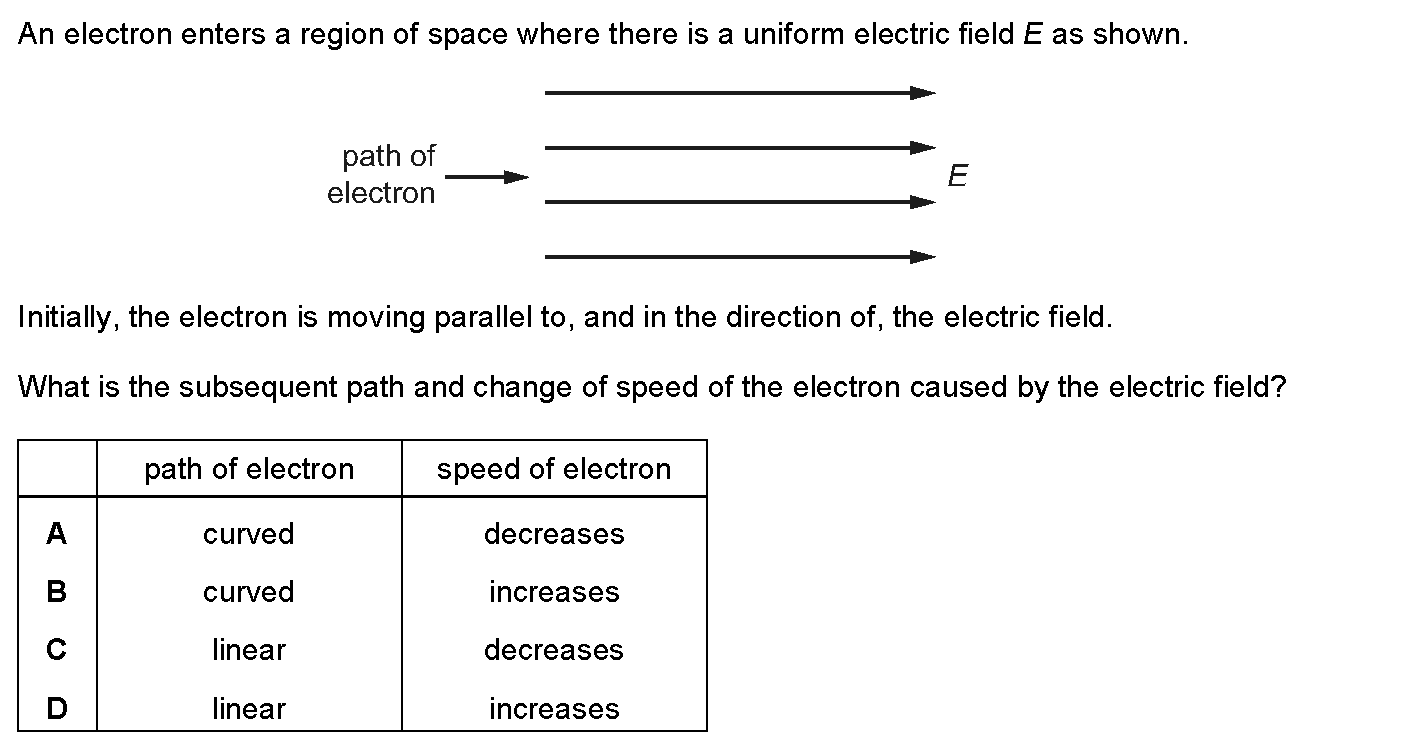 An electron enters a region of space where there is a uniform electric field E as shown.
path of
electron
E
Initially, the electron is moving parallel to, and in the direction of, the electric field.
What is the subsequent path and change of speed of the electron caused by the electric field?
path of electron speed of electron
A curved decreases
B curved increases
C linear decreases
D linear increases